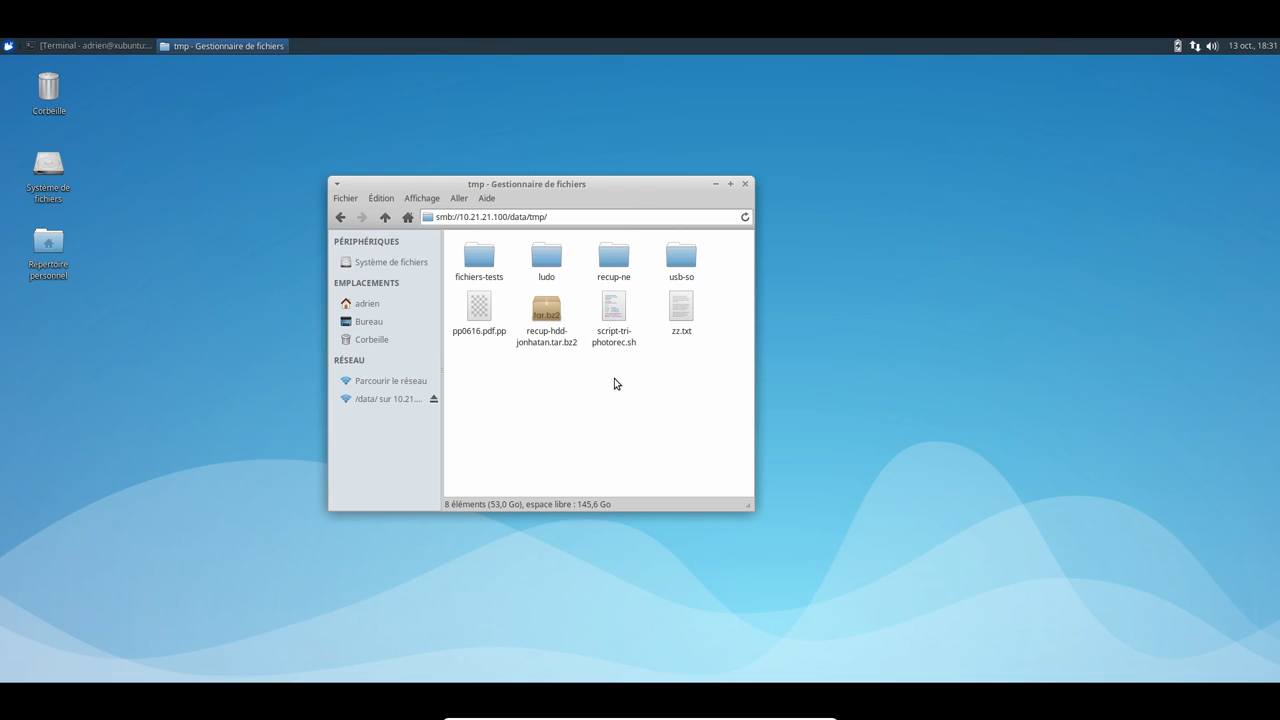 [Terminal - adrien@xubuntu:...
tmp - Gestionnaire de fichiers
13 oct., 18:31
Corbeille
Système de
fichiers
Répertoire
personnel
tmp - Gestionnaire de fichiers
Fichier Édition Affichage Aller Aide
smb://10.21.21.100/data/tmp/
PÉRIPHÉRIQUES
Système de fichiers
EMPLACEMENTS
adrien
Bureau
Corbeille
RÉSEAU
Parcourir le réseau
/data/ sur 10.21....
fichiers-tests
ludo
recup-ne
usb-so
pp0616.pdf.pp
tar.bz2
recup-hdd-
jonhatan.tar.bz2
script-tri-
photorec.sh
zz.txt
8 éléments (53,0 Go), espace libre : 145,6 Go